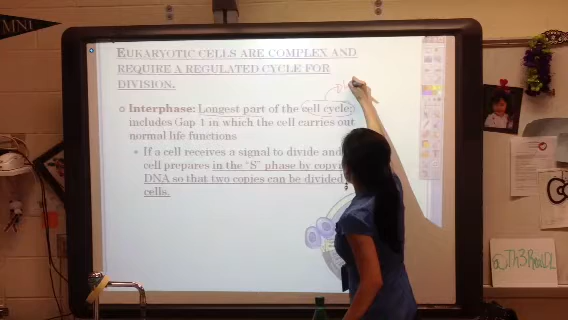 MNI
EUKARYOTIC CELLS ARE COMPLEX AND
REQUIRE A REGULATED CYCLE FOR
DIVISION.
Interphase: Longest part of the cell cycle;
includes Gap 1 in which the cell carries out
normal life functions
If a cell receives a signal to divide and
cell prepares in the "S" phase by
DNA so that two copies can be divided
cells.